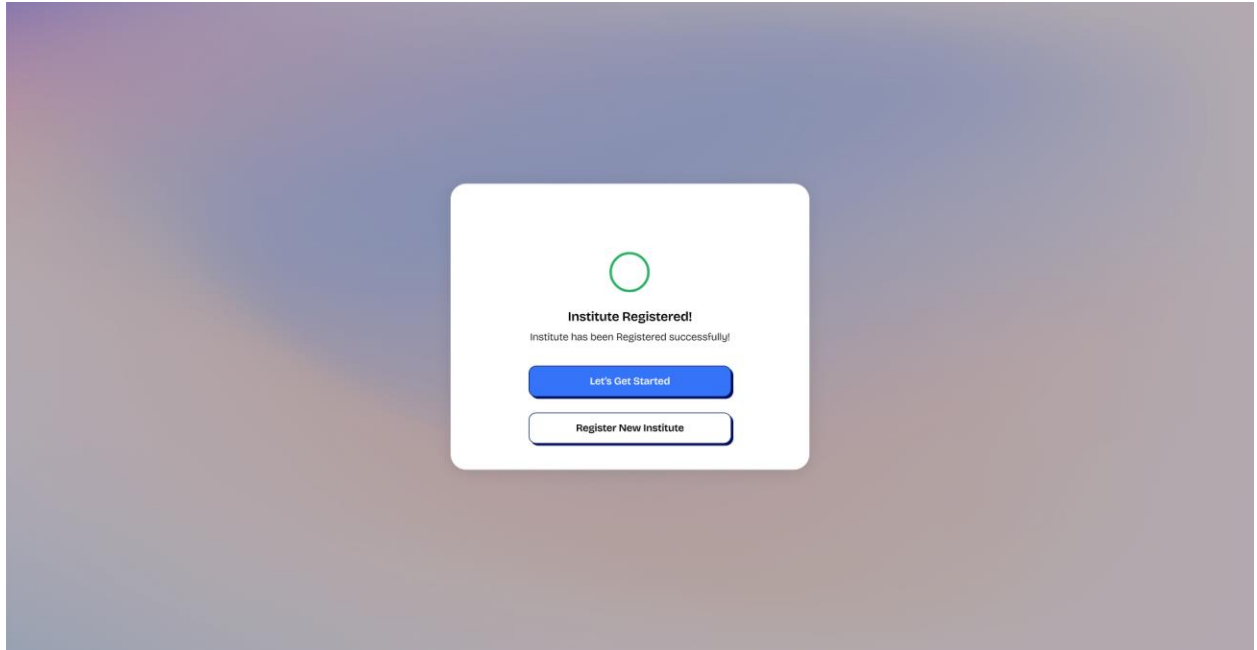 Institute Registered!
Institute has been Registered successfully!
Let's Get Started
Register New Institute